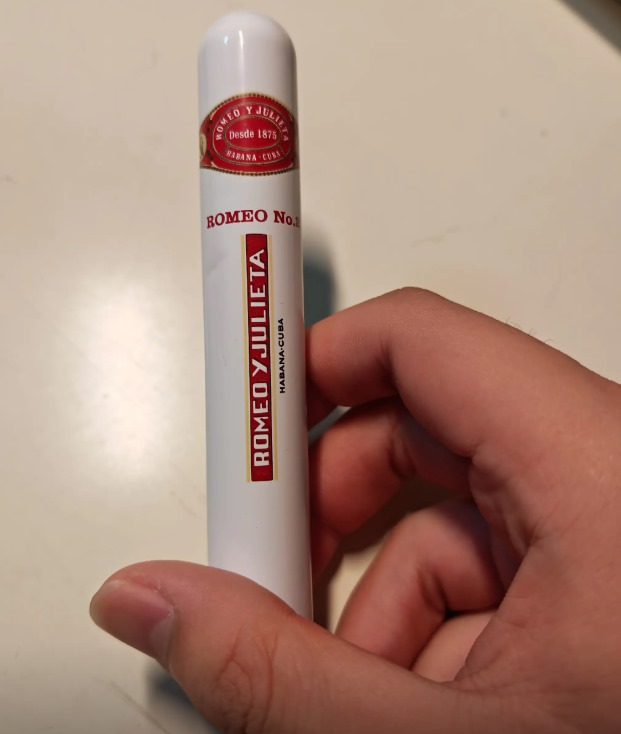 ROMEO Y JULIETA
Desde 1875
HABANA - CUBA
ROMEO No.
ROMEO Y JULIETA
HABANA-CUBA